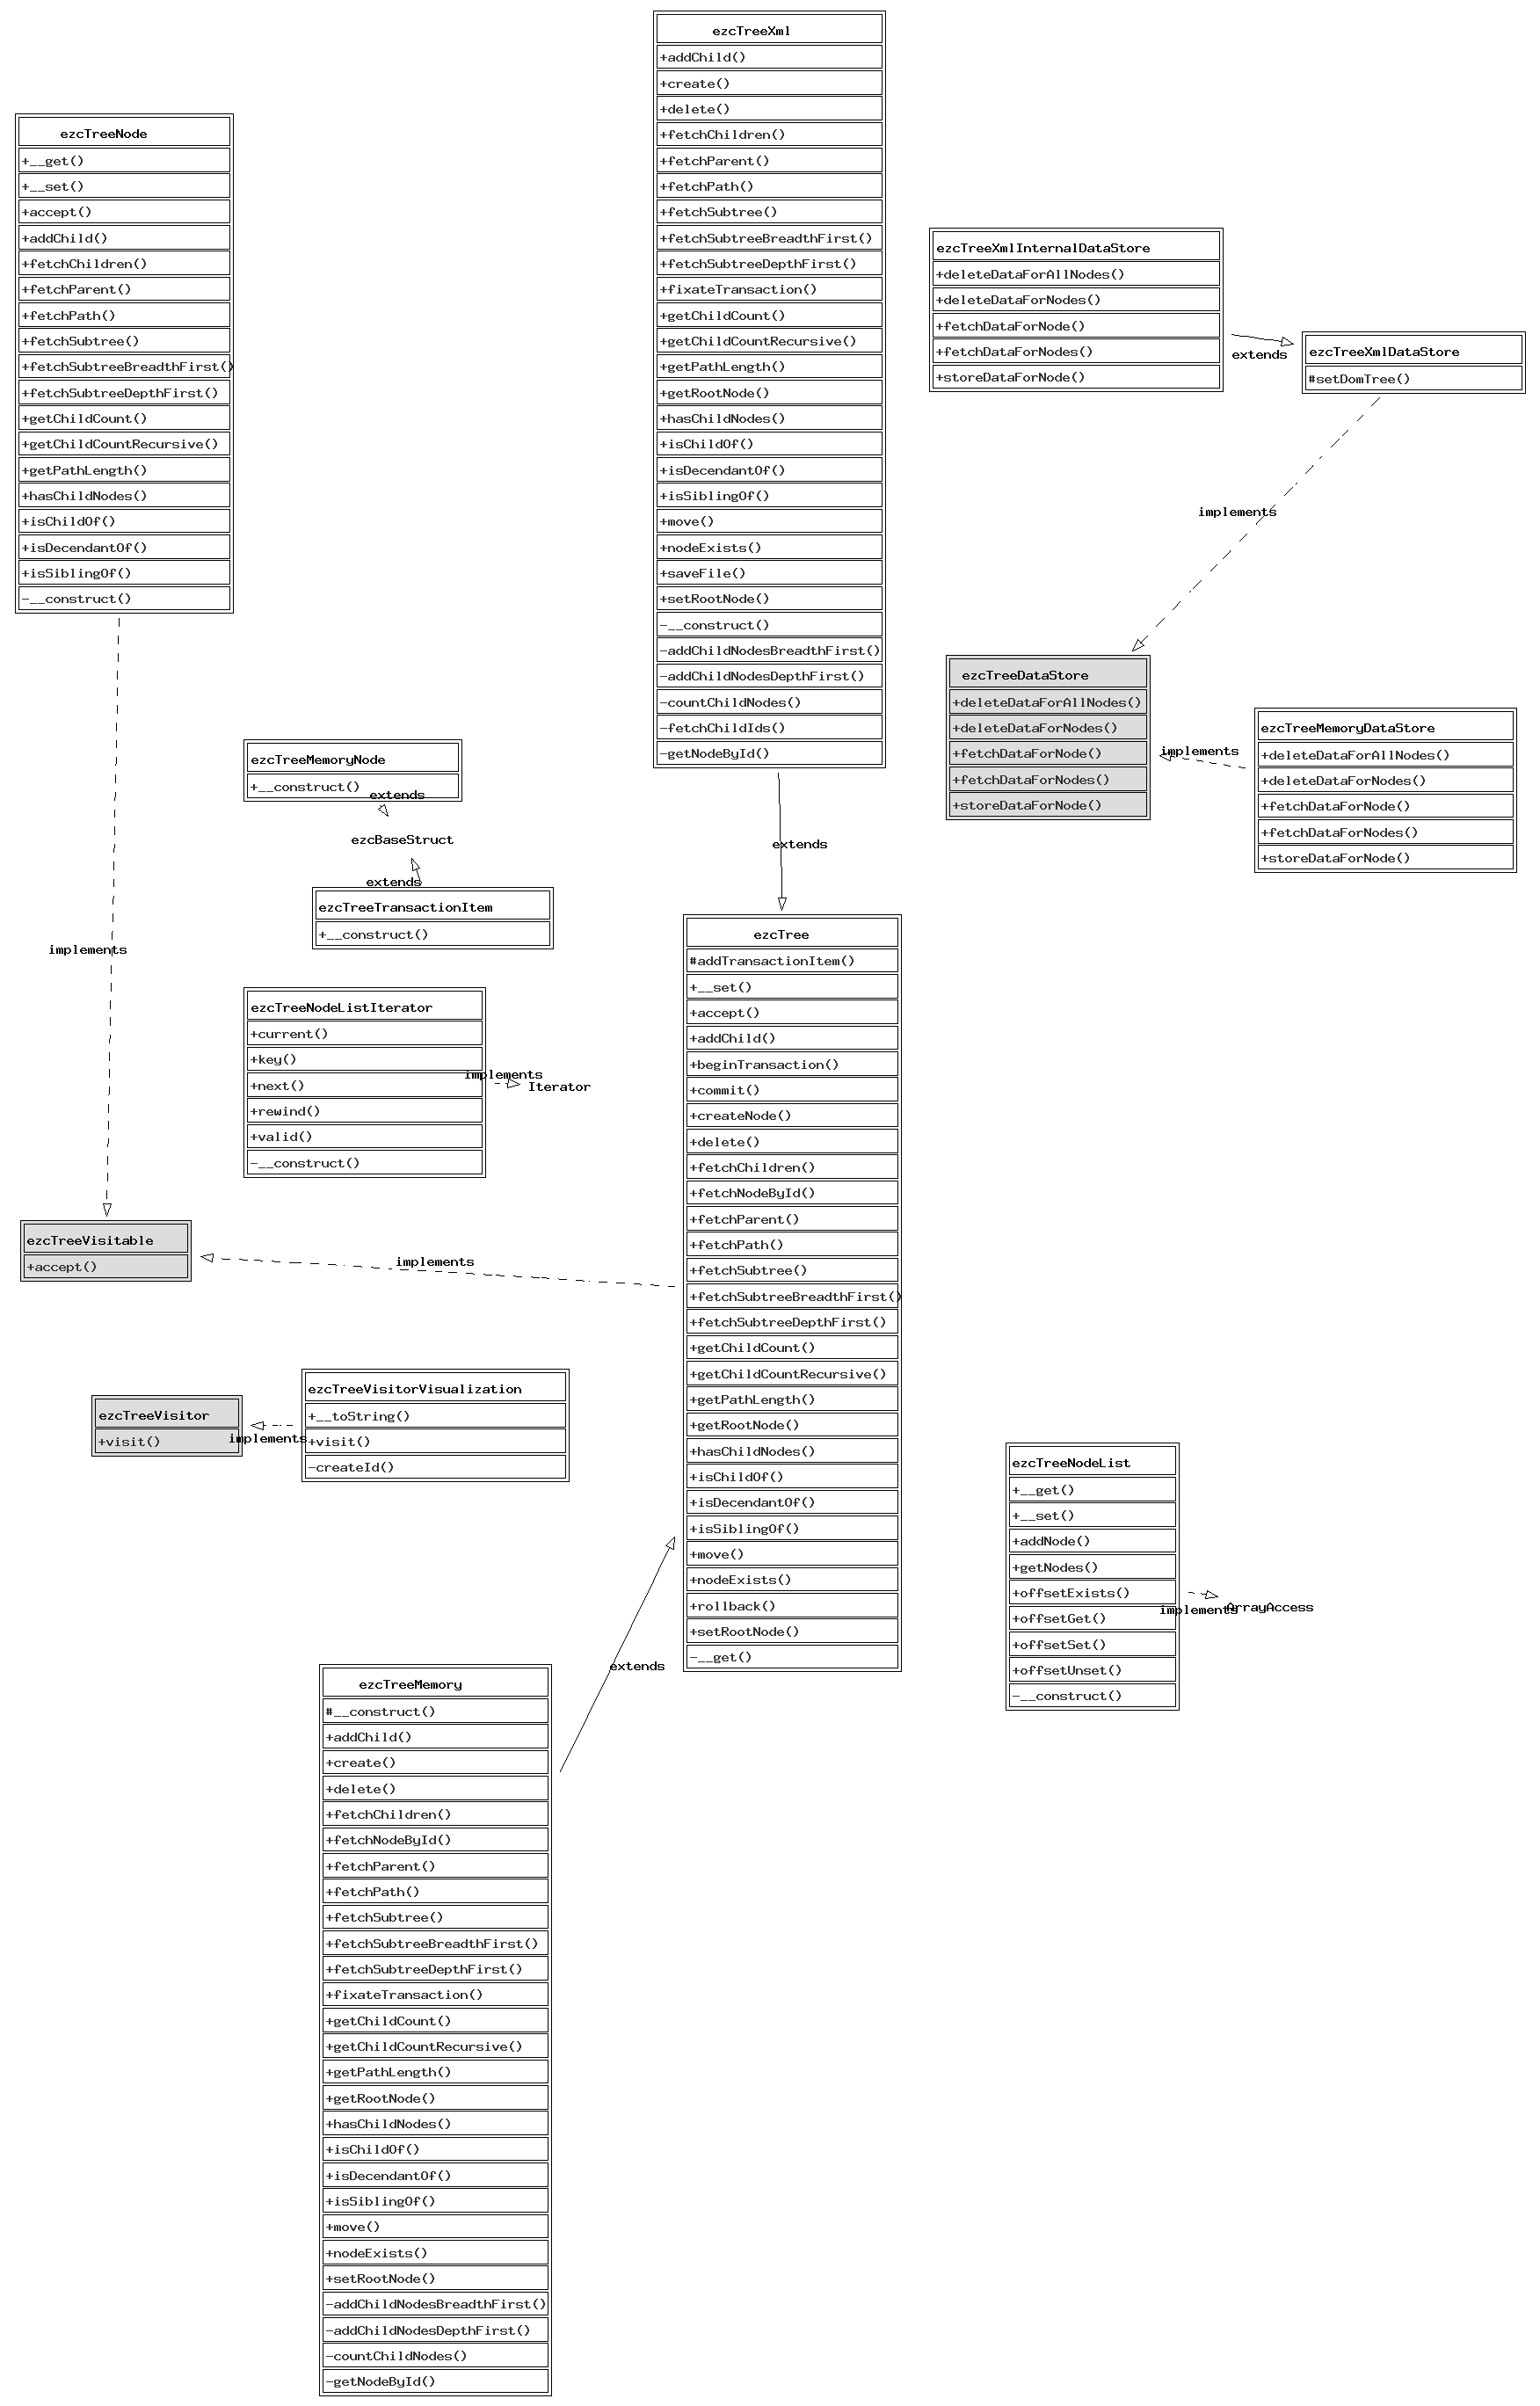 ezcTreeXml
+addChild()
+create()
+delete()
+fetchChildren()
+fetchParent()
+fetchPath()
+fetchSubtree()
+fetchSubtreeBreadthFirst()
+fetchSubtreeDepthFirst()
+fixateTransaction()
+getChildCount()
+getChildCountRecursive()
+getPathLength()
+getRootNode()
+hasChildNodes()
+isChildOf()
+isDecendantOf()
+isSiblingOf()
+move()
+nodeExists()
+saveFile()
+setRootNode()
-__construct()
-addChildNodesBreadthFirst()
-addChildNodesDepthFirst()
-countChildNodes()
-fetchChildIds()
-getNodeById()
extends
ezcTreeNode
+__get()
+__set()
+accept()
+addChild()
+fetchChildren()
+fetchParent()
+fetchPath()
+fetchSubtree()
+fetchSubtreeBreadthFirst()
+fetchSubtreeDepthFirst()
+getChildCount()
+getChildCountRecursive()
+getPathLength()
+hasChildNodes()
+isChildOf()
+isDecendantOf()
+isSiblingOf()
-__construct()
implements
ezcTreeXmlInternalDataStore
+deleteDataForAllNodes()
+deleteDataForNodes()
+fetchDataForNode()
+fetchDataForNodes()
+storeDataForNode()
extends
ezcTreeXmlDataStore
#setDomTree()
implements
ezcTreeDataStore
+deleteDataForAllNodes()
+deleteDataForNodes()
+fetchDataForNode()
+fetchDataForNodes()
+storeDataForNode()
implements
ezcTreeMemoryDataStore
+deleteDataForAllNodes()
+deleteDataForNodes()
+fetchDataForNode()
+fetchDataForNodes()
+storeDataForNode()
ezcTreeMemoryNode
+__construct()
extends
ezcBaseStruct
extends
ezcTreeTransactionItem
+__construct()
ezcTreeNodeListIterator
+current()
+key()
+next()
+rewind()
+valid()
-__construct()
implements
Iterator
ezcTree
#addTransactionItem()
+__set()
+accept()
+addChild()
+beginTransaction()
+commit()
+createNode()
+delete()
+fetchChildren()
+fetchNodeById()
+fetchParent()
+fetchPath()
+fetchSubtree()
+fetchSubtreeBreadthFirst()
+fetchSubtreeDepthFirst()
+getChildCount()
+getChildCountRecursive()
+getPathLength()
+getRootNode()
+hasChildNodes()
+isChildOf()
+isDecendantOf()
+isSiblingOf()
+move()
+nodeExists()
+rollback()
+setRootNode()
-__get()
ezcTreeVisitable
+accept()
implements
ezcTreeVisitor
+visit()
implements
ezcTreeVisitorVisualization
+__toString()
+visit()
-createId()
ezcTreeNodeList
+__get()
+__set()
+addNode()
+getNodes()
+offsetExists()
+offsetGet()
+offsetSet()
+offsetUnset()
-__construct()
implements
ArrayAccess
extends
ezcTreeMemory
#__construct()
+addChild()
+create()
+delete()
+fetchChildren()
+fetchNodeById()
+fetchParent()
+fetchPath()
+fetchSubtree()
+fetchSubtreeBreadthFirst()
+fetchSubtreeDepthFirst()
+fixateTransaction()
+getChildCount()
+getChildCountRecursive()
+getPathLength()
+getRootNode()
+hasChildNodes()
+isChildOf()
+isDecendantOf()
+isSiblingOf()
+move()
+nodeExists()
+setRootNode()
-addChildNodesBreadthFirst()
-addChildNodesDepthFirst()
-countChildNodes()
-getNodeById()